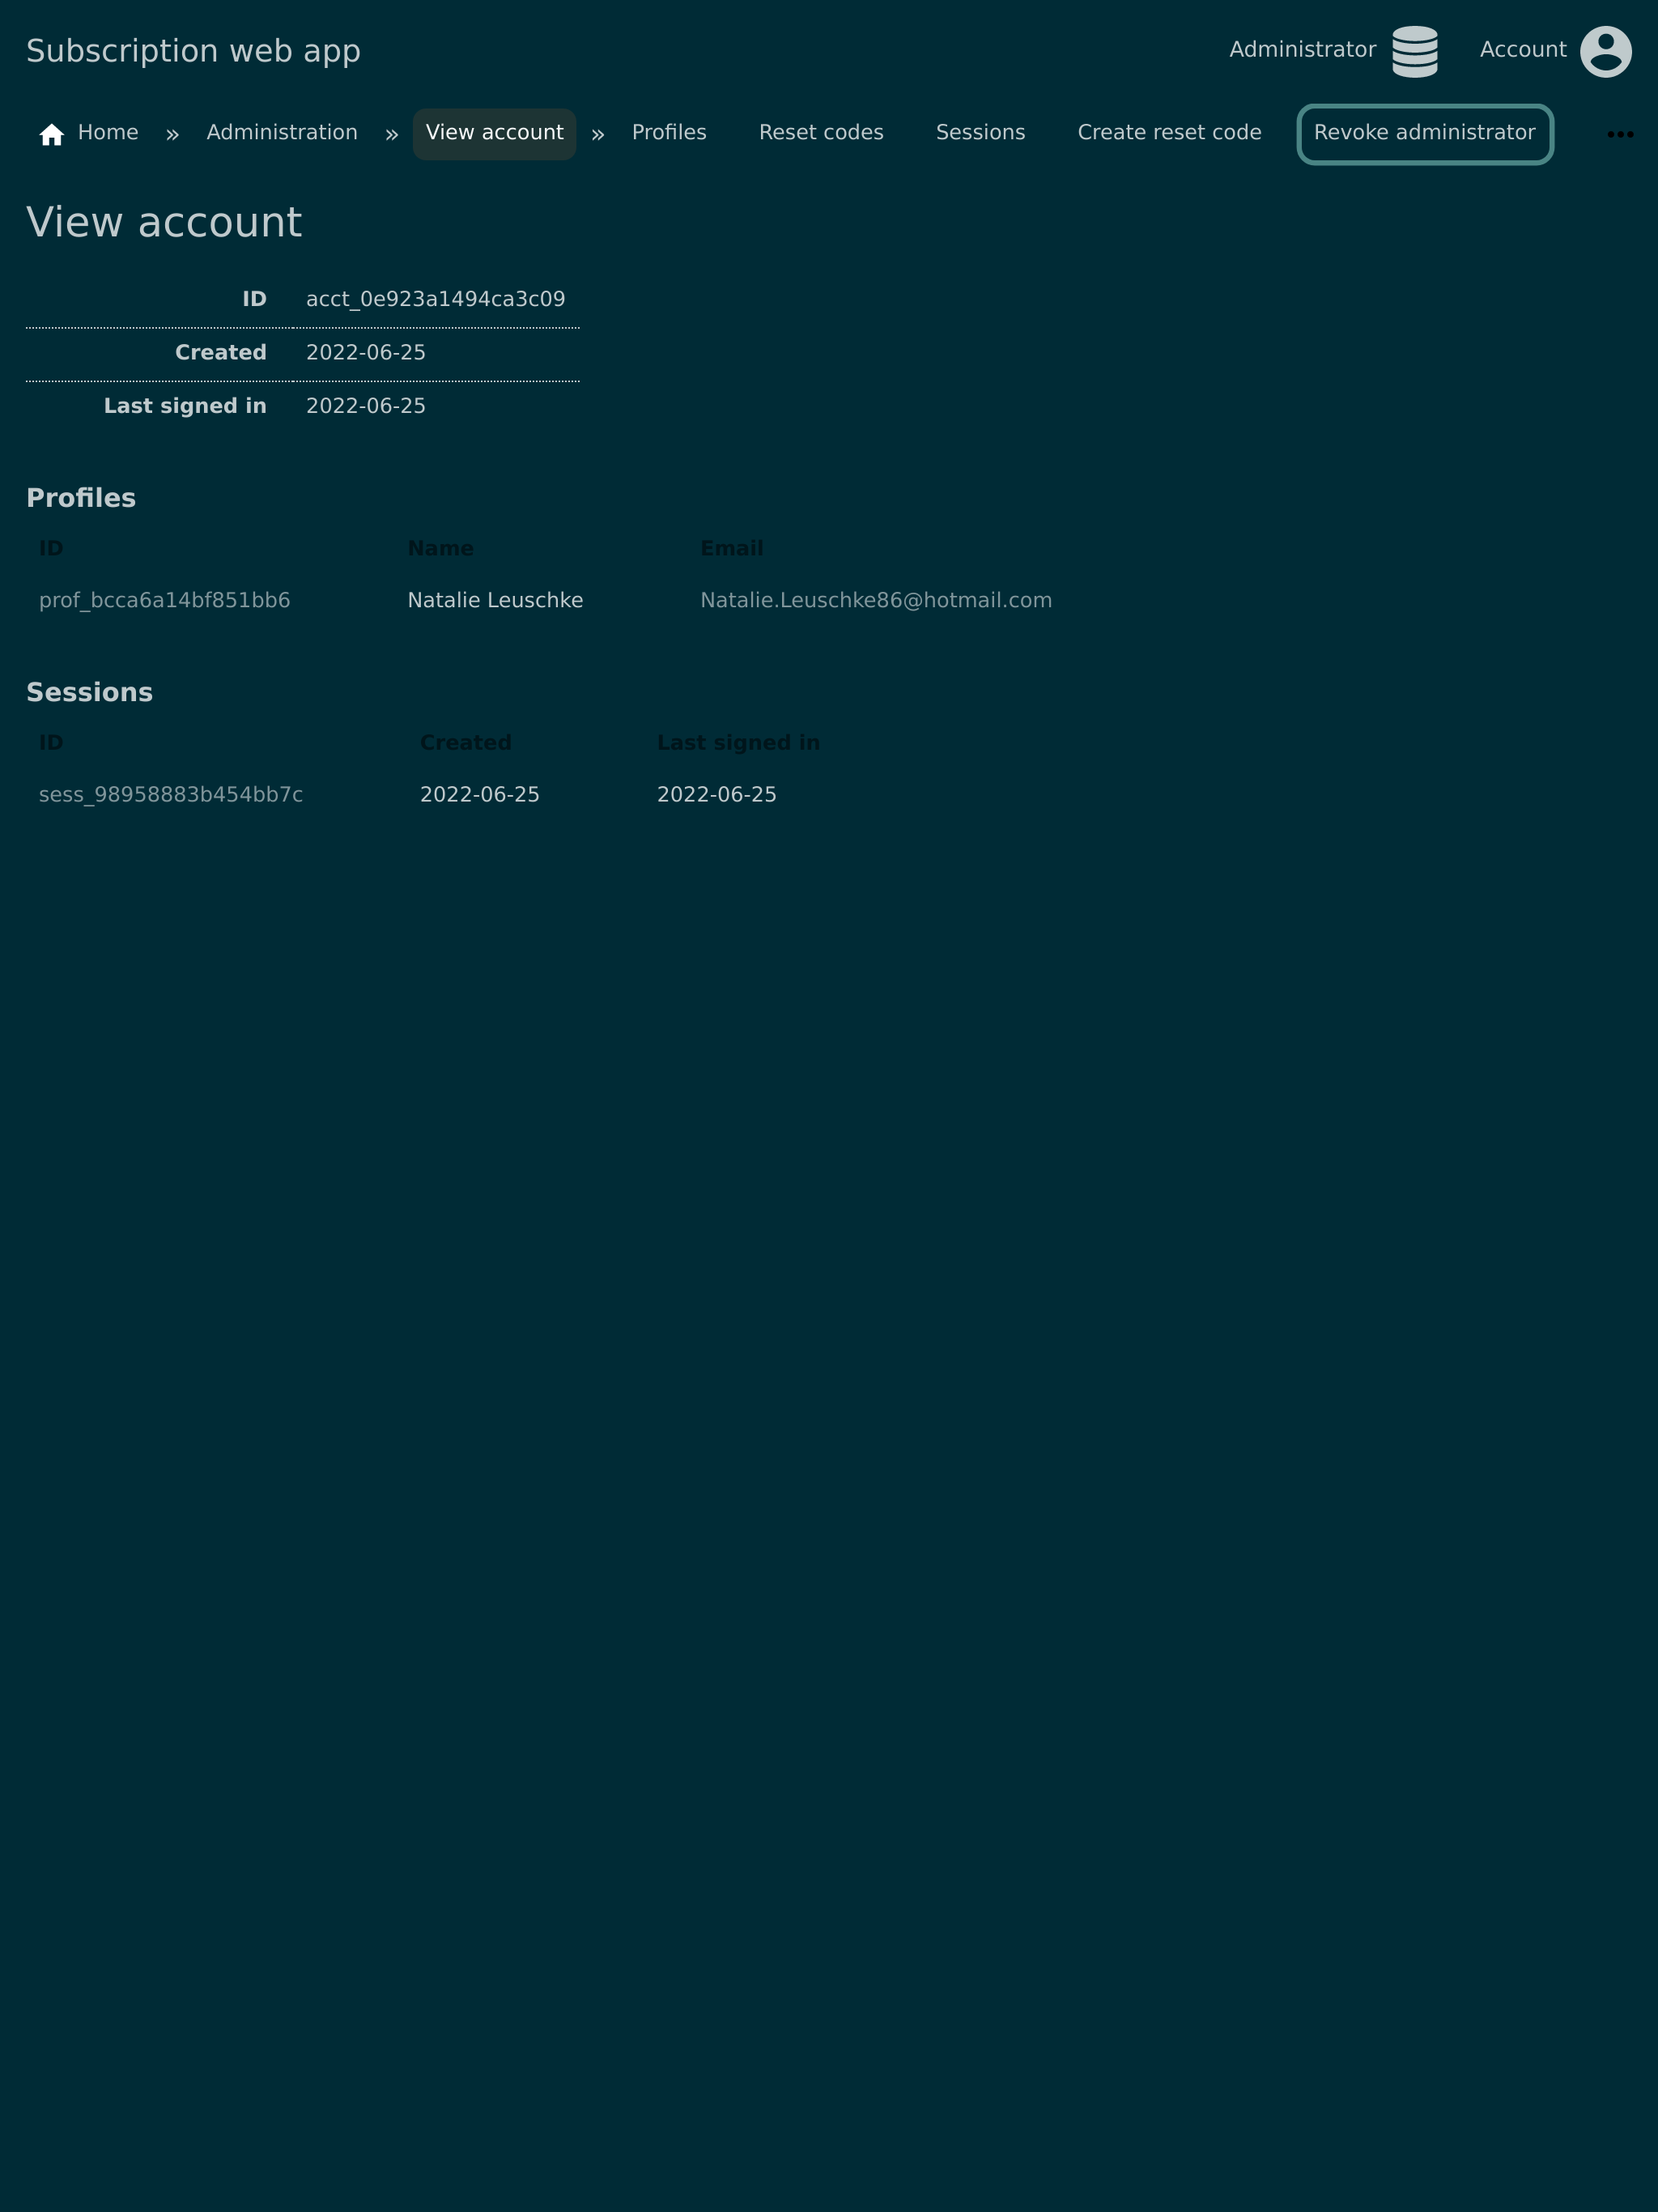 Subscription web app
Administrator
Account
Home » Administration » View account » Profiles Reset codes Sessions Create reset code Revoke administrator
View account
ID acct_0e923a1494ca3c09
Created 2022-06-25
Last signed in 2022-06-25
Profiles
ID Name Email
prof_bcca6a14bf851bb6 Natalie Leuschke Natalie.Leuschke86@hotmail.com
Sessions
ID Created Last signed in
sess_98958883b454bb7c 2022-06-25 2022-06-25